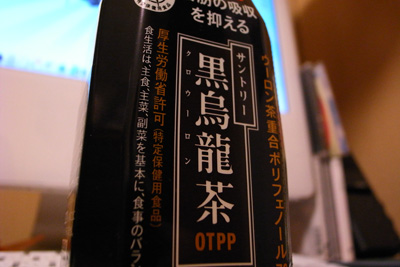 の吸収
を抑える
ウーロン茶重合ポリフェノール
サントリー
黒烏龍茶
クロウーロン
OTPP
厚生労働省許可(特定保健用食品)
食生活は、主食、主菜、副菜を基本に、食事のバラ